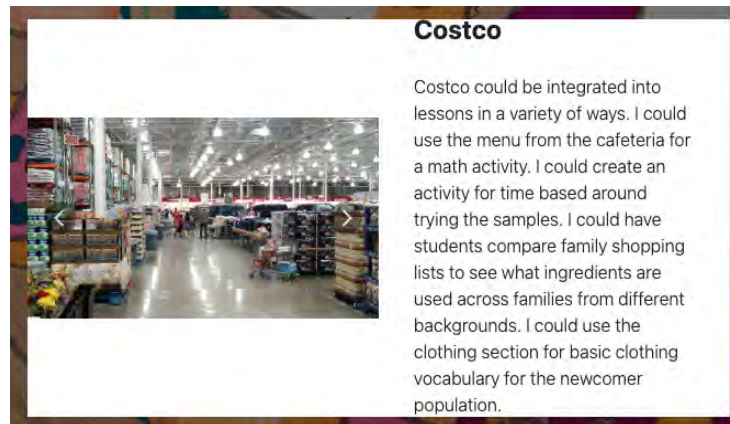 Costco
Costco could be integrated into
lessons in a variety of ways. I could
use the menu from the cafeteria for
a math activity. I could create an
activity for time based around
trying the samples. I could have
students compare family shopping
lists to see what ingredients are
used across families from different
backgrounds. I could use the
clothing section for basic clothing
vocabulary for the newcomer
population.